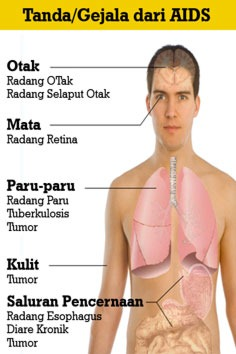 Tanda/Gejala dari AIDS
Otak
Radang OTak
Radang Selaput Otak
Mata
Radang Retina
Paru-paru
Radang Paru
Tuberkulosis
Tumor
Kulit
Tumor
Saluran Pencernaan
Radang Esophagus
Diare Kronik
Tumor